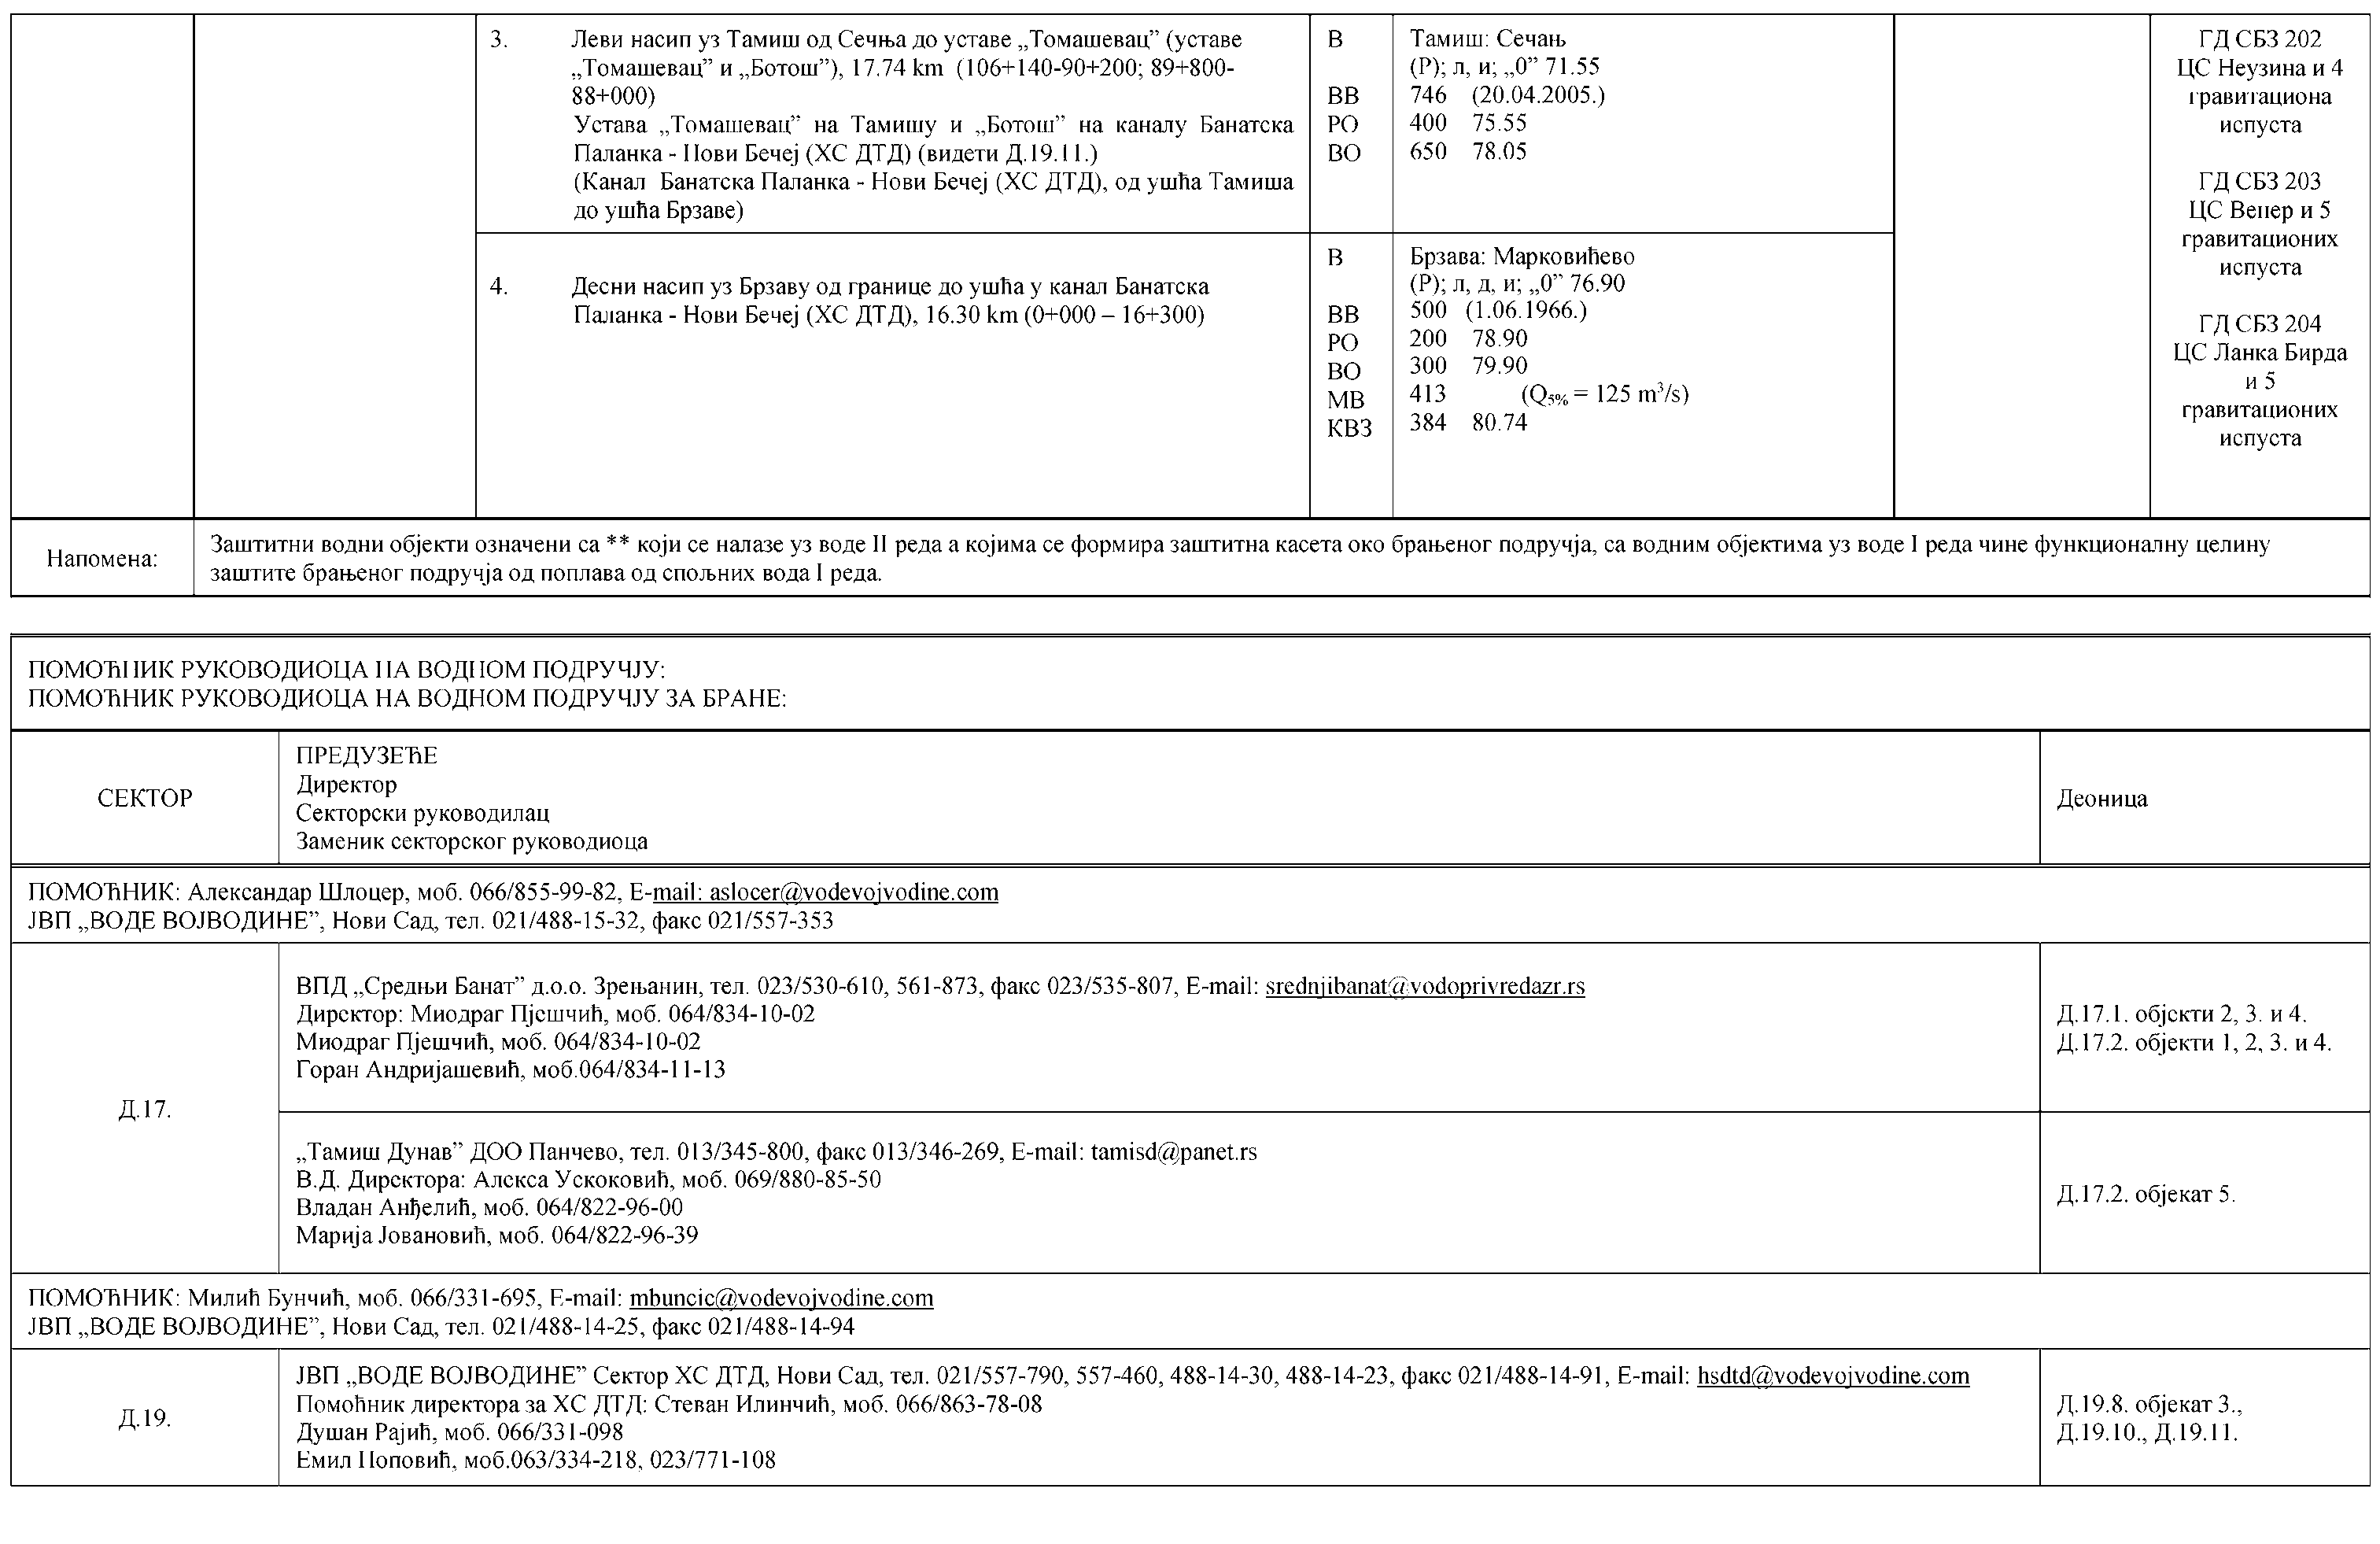 3. Леви насип уз Тамиш од Сечња до уставе „Томашевац” (уставе
„Томашевац” и „Ботош”), 17.74 km (106+140-90+200; 89+800-
88+000)
Устава „Томашевац” на Тамишу и „Ботош” на каналу Банатска
Паланка - Нови Бечеј (ХС ДТД) (видети Д.19.11.)
(Канал Банатска Паланка - Нови Бечеј (ХС ДТД), од ушћа Тамиша
до ушћа Брзаве)
В Тамиш: Сечањ
(Р); л, и; „0” 71.55
ВВ 746 (20.04.2005.)
РО 400 75.55
ВО 650 78.05
4. Десни насип уз Брзаву од границе до ушћа у канал Банатска
Паланка - Нови Бечеј (ХС ДТД), 16.30 km (0+000 – 16+300)
В Брзава: Марковићево
(Р); л, д, и; „0” 76.90
ВВ 500 (1.06.1966.)
РО 200 78.90
ВО 300 79.90
МВ 413 (Q5% = 125 m³/s)
КВЗ 384 80.74
ГД СБЗ 202
ЦС Неузина и 4
гравитациона
испуста
ГД СБЗ 203
ЦС Венер и 5
гравитационих
испуста
ГД СБЗ 204
ЦС Ланка Бирда
и 5
гравитационих
испуста
Напомена:
Заштитни водни објекти означени са ** који се налазе уз воде II реда а којима се формира заштитна касета око брањеног подручја, са водним објектима уз воде I реда чине функционалну целину
заштите брањеног подручја од поплава од спољних вода I реда.
ПОМОЋНИК РУКОВОДИОЦА НА ВОДНОМ ПОДРУЧЈУ:
ПОМОЋНИК РУКОВОДИОЦА НА ВОДНОМ ПОДРУЧЈУ ЗА БРАНЕ:
СЕКТОР
ПРЕДУЗЕЋЕ
Директор
Секторски руководилац
Заменик секторског руководиоца
Деоница
ПОМОЋНИК: Александар Шлоцер, моб. 066/855-99-82, E-mail: aslocer@vodevojvodine.com
ЈВП „ВОДЕ ВОЈВОДИНЕ”, Нови Сад, тел. 021/488-15-32, факс 021/557-353
Д.17.
ВПД „Средњи Банат” д.о.о. Зрењанин, тел. 023/530-610, 561-873, факс 023/535-807, E-mail: srednjibanat@vodoprivredazr.rs
Директор: Миодраг Пјешчић, моб. 064/834-10-02
Миодраг Пјешчић, моб. 064/834-10-02
Горан Андријашевић, моб.064/834-11-13
Д.17.1. објекти 2, 3. и 4.
Д.17.2. објекти 1, 2, 3. и 4.
„Тамиш Дунав” ДОО Панчево, тел. 013/345-800, факс 013/346-269, E-mail: tamisd@panet.rs
В.Д. Директора: Алекса Ускоковић, моб. 069/880-85-50
Владан Анђелић, моб. 064/822-96-00
Марија Јовановић, моб. 064/822-96-39
Д.17.2. објекат 5.
ПОМОЋНИК: Милић Бунчић, моб. 066/331-695, E-mail: mbuncic@vodevojvodine.com
ЈВП „ВОДЕ ВОЈВОДИНЕ”, Нови Сад, тел. 021/488-14-25, факс 021/488-14-94
Д.19.
ЈВП „ВОДЕ ВОЈВОДИНЕ” Сектор ХС ДТД, Нови Сад, тел. 021/557-790, 557-460, 488-14-30, 488-14-23, факс 021/488-14-91, E-mail: hsdtd@vodevojvodine.com
Помоћник директора за ХС ДТД: Стеван Илинчић, моб. 066/863-78-08
Душан Рајић, моб. 066/331-098
Емил Поповић, моб.063/334-218, 023/771-108
Д.19.8. објекат 3.,
Д.19.10., Д.19.11.